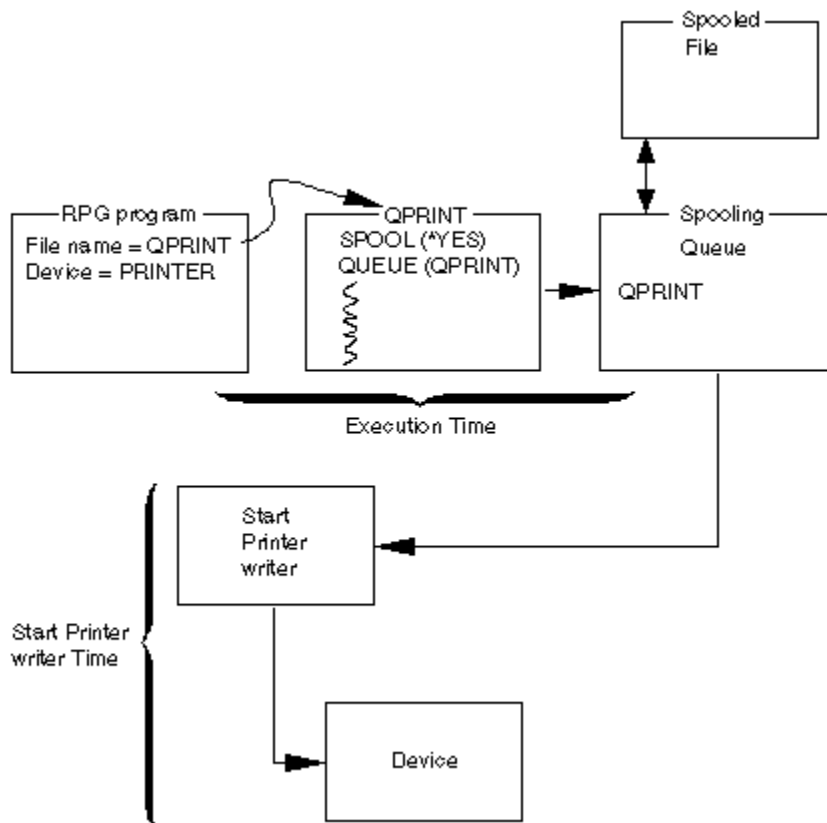 Spooled
File
RPG program
File name = QPRINT
Device = PRINTER
QPRINT
SPOOL (*YES)
QUEUE (QPRINT)
Spooling
Queue
QPRINT
Execution Time
Start
Printer
writer
Start Printer
writer Time
Device